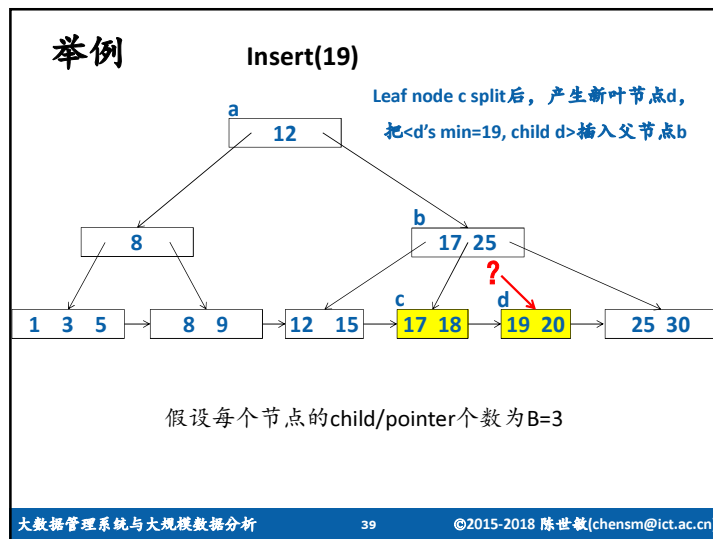 举例 Insert(19)
Leaf node c split后，产生新叶节点d，
把<d's min=19, child d>插入父节点b
a
12
b
8
17 25
?
c
d
1 3 5
8 9
12 15
17 18
19 20
25 30
假设每个节点的child/pointer个数为B=3
大数据管理系统与大规模数据分析 39 ©2015-2018 陈世敏(chensm@ict.ac.cn